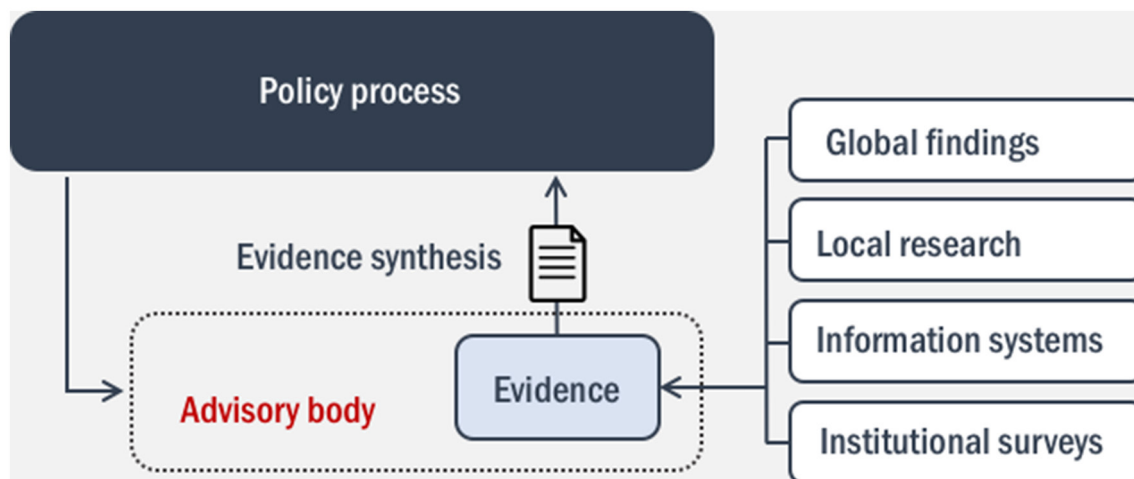 Policy process
Global findings
Local research
Evidence synthesis
Information systems
Evidence
Advisory body
Institutional surveys